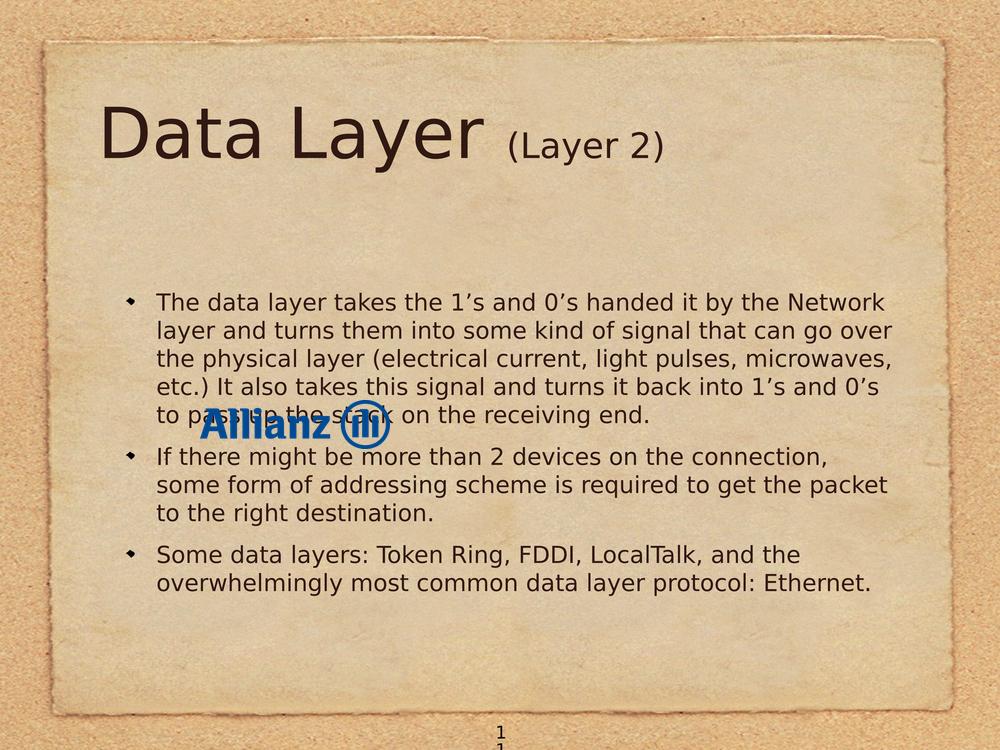 Data Layer (Layer 2)
The data layer takes the 1’s and 0’s handed it by the Network
layer and turns them into some kind of signal that can go over
the physical layer (electrical current, light pulses, microwaves,
etc.) It also takes this signal and turns it back into 1’s and 0’s
to pass up the stack on the receiving end.
Allianz
If there might be more than 2 devices on the connection,
some form of addressing scheme is required to get the packet
to the right destination.
Some data layers: Token Ring, FDDI, LocalTalk, and the
overwhelmingly most common data layer protocol: Ethernet.
1
1